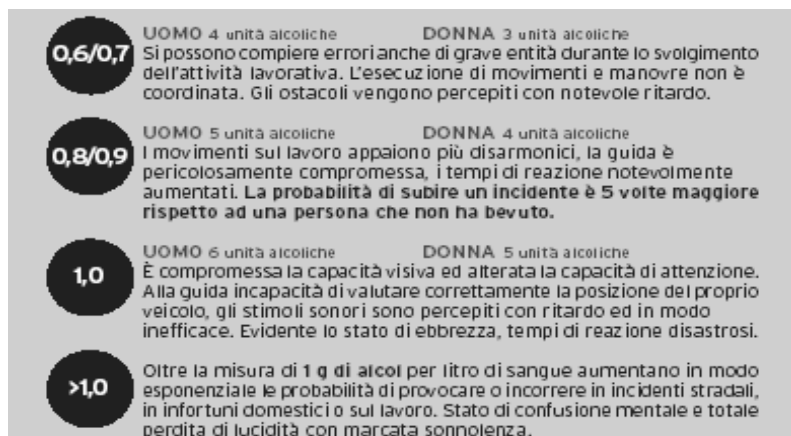 0,6/0,7
UOMO 4 unità alcoliche DONNA 3 unità alcoliche
Si possono compiere errori anche di grave entità durante lo svolgimento
dell'attività lavorativa. L'esecuzione di movimenti e manovre non è
coordinata. Gli ostacoli vengono percepiti con notevole ritardo.
0,8/0,9
UOMO 5 unità alcoliche DONNA 4 unità alcoliche
I movimenti sul lavoro appaiono più disarmonici, la guida è
pericolosamente compromessa, i tempi di reazione notevolmente
aumentati. La probabilità di subire un incidente è 5 volte maggiore
rispetto ad una persona che non ha bevuto.
1,0
UOMO 6 unità alcoliche DONNA 5 unità alcoliche
È compromessa la capacità visiva ed alterata la capacità di attenzione.
Alla guida incapacità di valutare correttamente la posizione del proprio
veicolo, gli stimoli sonori sono percepiti con ritardo ed in modo
inefficace. Evidente lo stato di ebbrezza, tempi di reazione disastrosi.
>1,0
Oltre la misura di 1 g di alcol per litro di sangue aumentano in modo
esponenziale le probabilità di provocare o incorrere in incidenti stradali,
in infortuni domestici o sul lavoro. Stato di confusione mentale e totale
perdita di lucidità con marcata sonnolenza.